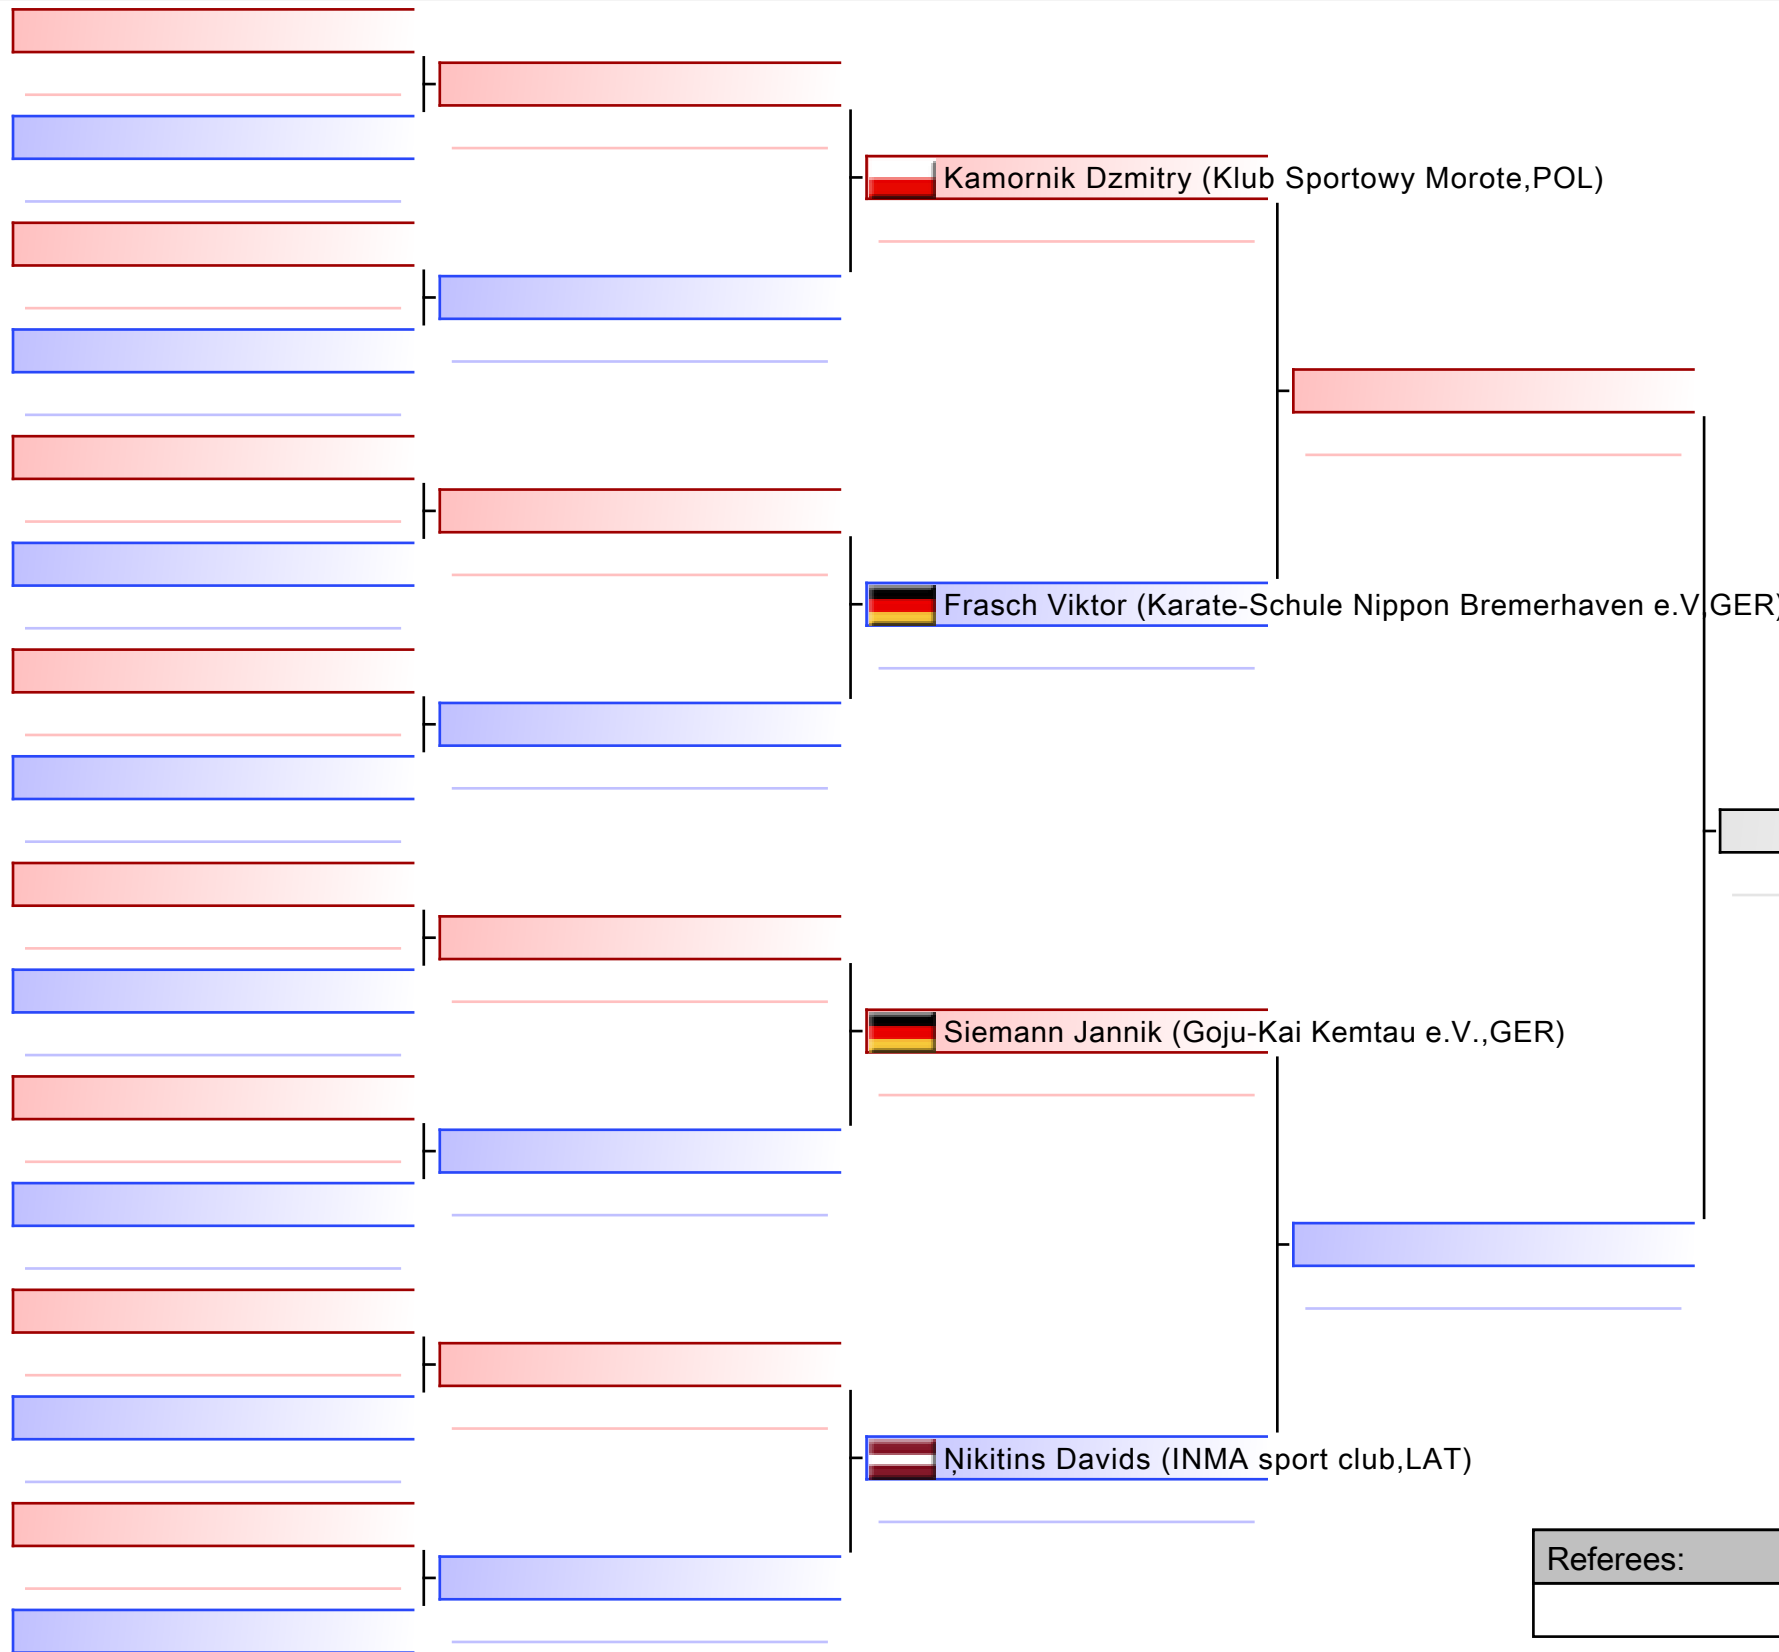 Kamornik Dzmitry (Klub Sportowy Morote,POL)
Frasch Viktor (Karate-Schule Nippon Bremerhaven e.V,GER)
Siemann Jannik (Goju-Kai Kemtau e.V.,GER)
Ņikitins Davids (INMA sport club,LAT)
Referees: